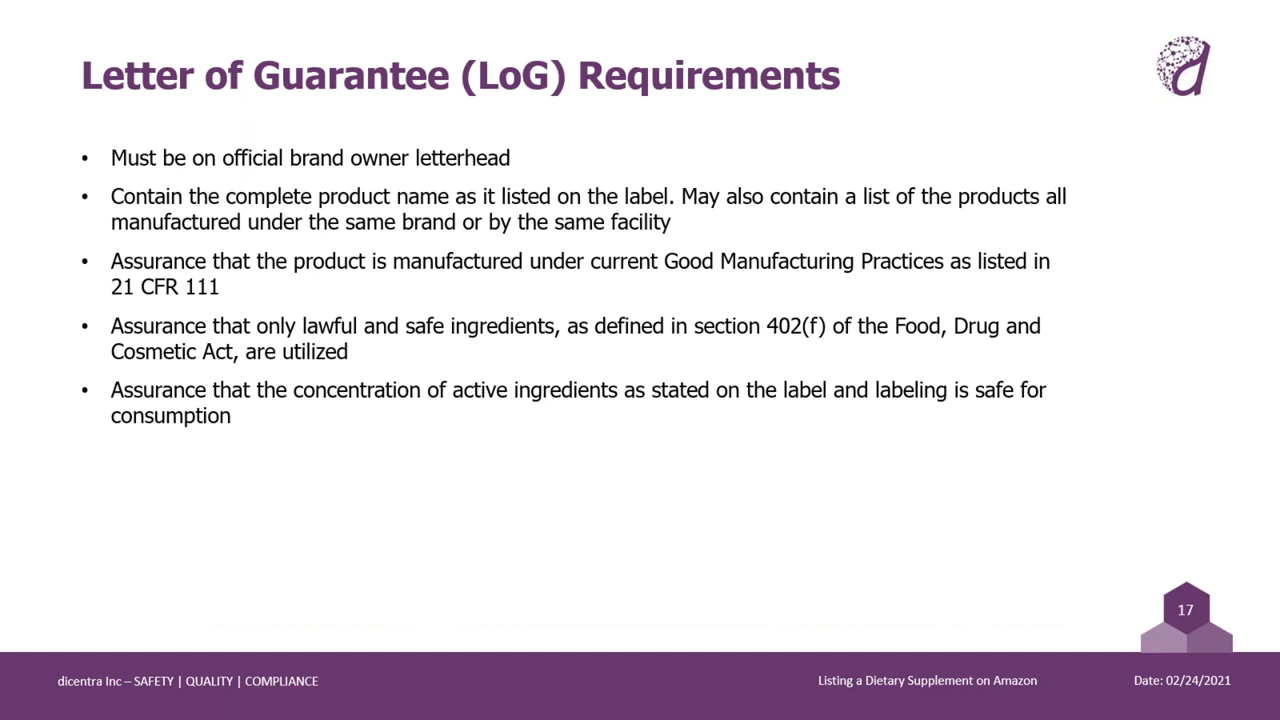 Letter of Guarantee (LoG) Requirements
• Must be on official brand owner letterhead
• Contain the complete product name as it listed on the label. May also contain a list of the products all
manufactured under the same brand or by the same facility
• Assurance that the product is manufactured under current Good Manufacturing Practices as listed in
21 CFR 111
• Assurance that only lawful and safe ingredients, as defined in section 402(f) of the Food, Drug and
Cosmetic Act, are utilized
• Assurance that the concentration of active ingredients as stated on the label and labeling is safe for
consumption
17
dicentra Inc – SAFETY | QUALITY | COMPLIANCE
Listing a Dietary Supplement on Amazon
Date: 02/24/2021